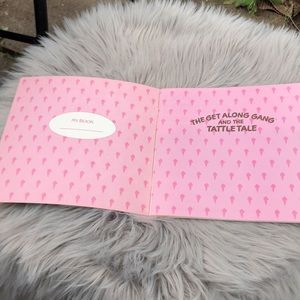 MY BOOK
THE GET ALONG GANG
AND THE
TATTLE TALE